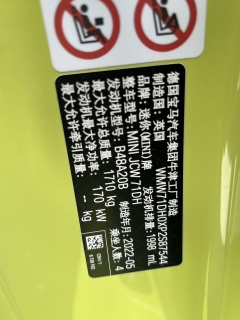 德国宝马汽车集团牛津工厂制造
制造国：英国 WMW71DH0XP2S87544
品牌：迷你(MINI)牌 发动机排量：1998 mL
整车型号：MINI JCW 71DH
发动机型号：B48A20B 制造年月：2022-05
最大允许总质量：1710 kg 乘坐人数：4
发动机最大净功率：170 kW
最大允许牵引质量：- kg